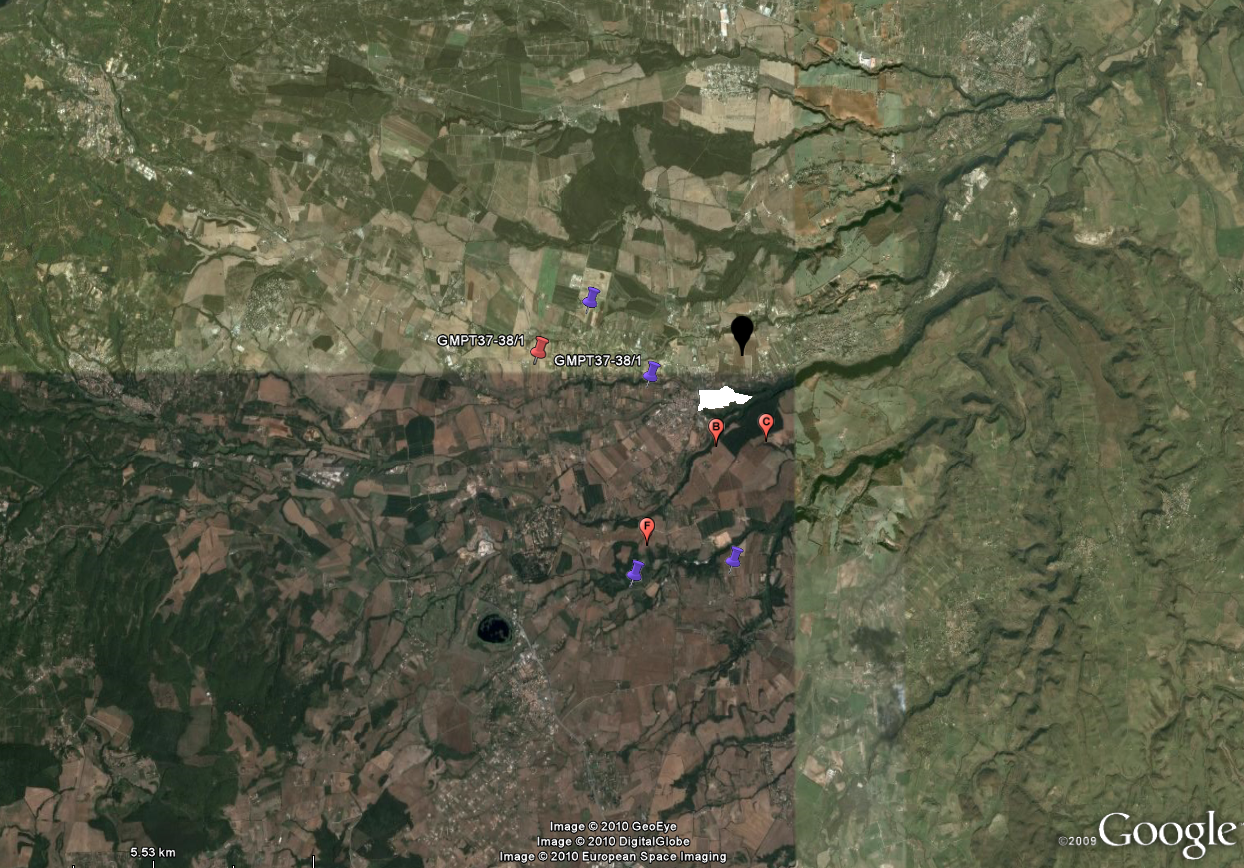 GMPT37-38/1
GMPT37-38/1
B
C
F
Image © 2010 GeoEye
Image © 2010 DigitalGlobe
Image © 2010 European Space Imaging
©2009 Google
5.53 km